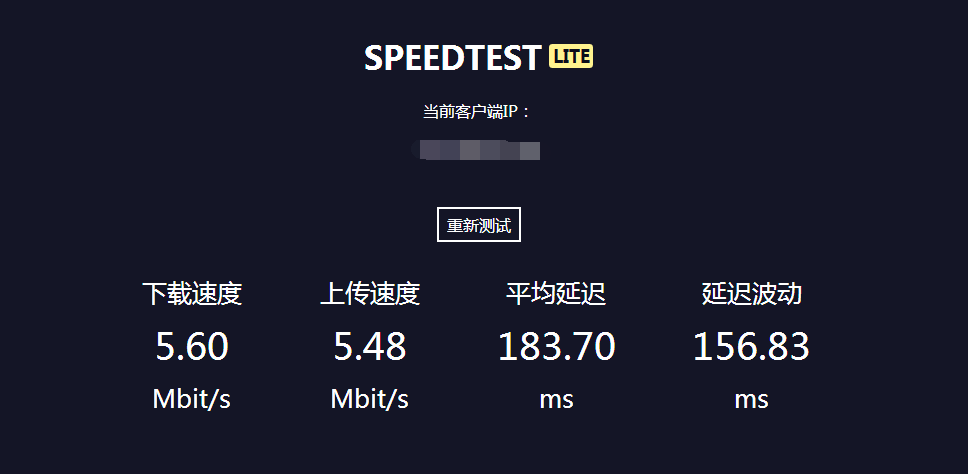 SPEEDTEST LITE
当前客户端IP：
重新测试
下载速度 上传速度 平均延迟 延迟波动
5.60 5.48 183.70 156.83
Mbit/s Mbit/s ms ms